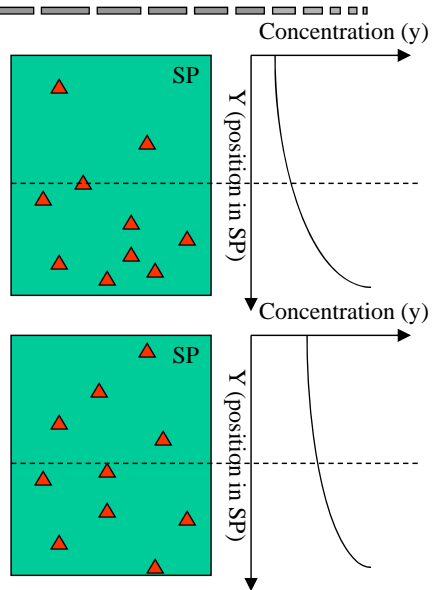 Concentration (y)
SP
Y (position in SP)
Concentration (y)
SP
Y (position in SP)